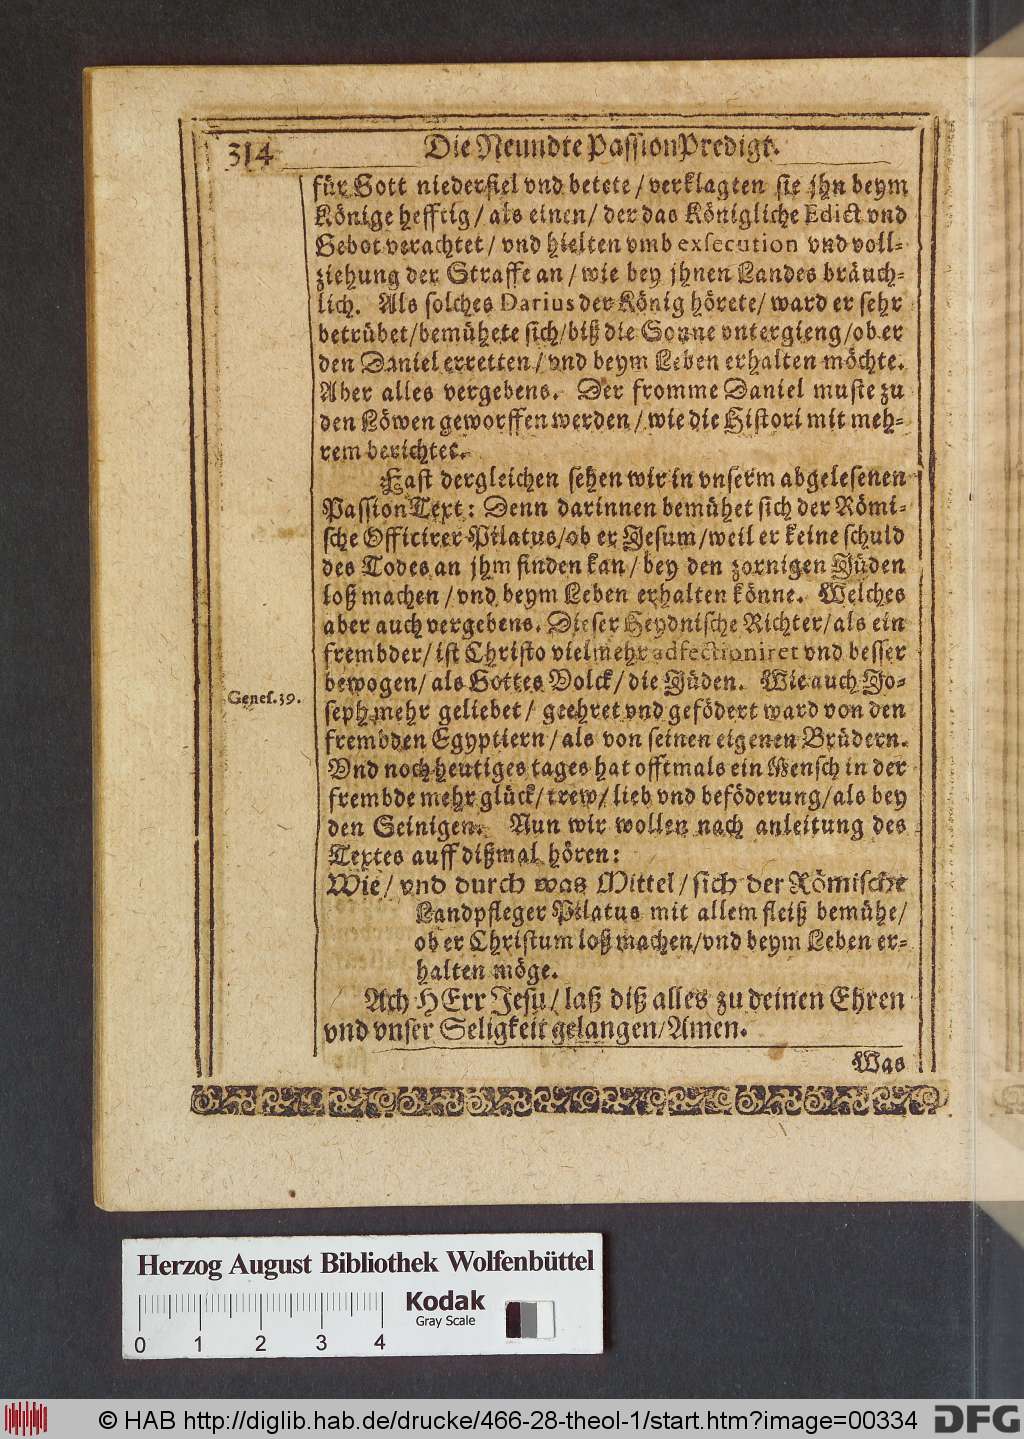 314
Die Neundte PassionPredigt.
für Gott niederfiel vnd betete / verklagten sie jhn beym
Könige hefftig / als einen / der das Königliche Edict vnd
Gebot verachtet / vnd hielten vmb exsecution vnd voll-
ziehung der Straffe an / wie bey jhnen Landes bräuch-
lich. Als solches Darius der König hörete / ward er sehr
betrübet / bemühete sich / biß die Sonne vntergieng / ob er
den Daniel erretten / vnd beym Leben erhalten möchte.
Aber alles vergebens. Der fromme Daniel muste zu
den Löwen geworffen werden / wie die Histori mit meh-
rem berichtet.
Fast dergleichen sehen wir in vnserm abgelesenen
PassionText: Denn darinnen bemühet sich der Römi-
sche Officirer Pilatus / ob er Jesum / weil er keine schuld
des Todes an jhm finden kan / bey den zornigen Jüden
loß machen / vnd beym Leben erhalten könne. Welches
aber auch vergebens. Dieser Heydnische Richter / als ein
frembder / ist Christo vielmehr adfectioniret vnd besser
bewogen / als Gottes Volck / die Jüden. Wie auch Jo-
Genes. 39.
seph mehr geliebet / geehret vnd gefödert ward von den
frembden Egyptiern / als von seinen eigenen Brüdern.
Vnd noch heutiges tages hat offtmals ein Mensch in der
frembde mehr glück / trew / lieb vnd beföderung / als bey
den Seinigen. Nun wir wollen nach anleitung des
Textes auff dißmal hören:
Wie / vnd durch was Mittel / sich der Römische
Landpfleger Pilatus mit allem fleiß bemühe /
ob er Christum loß machen / vnd beym Leben er-
halten möge.
Ach HErr Jesu / laß diß alles zu deinen Ehren
vnd vnser Seligkeit gelangen / Amen.
Was
Herzog August Bibliothek Wolfenbüttel
Kodak
Gray Scale
0 1 2 3 4
© HAB http://diglib.hab.de/drucke/466-28-theol-1/start.htm?image=00334
DFG